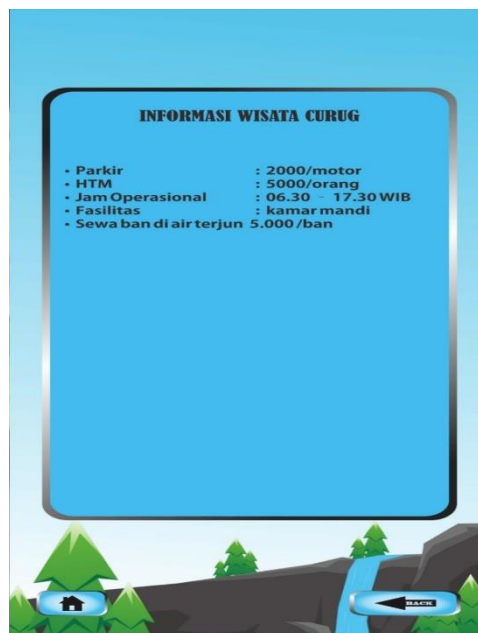 INFORMASI WISATA CURUG
• Parkir : 2000/motor
• HTM : 5000/orang
• Jam Operasional : 06.30 - 17.30 WIB
• Fasilitas : kamar mandi
• Sewa ban di air terjun 5.000 /ban
BACK